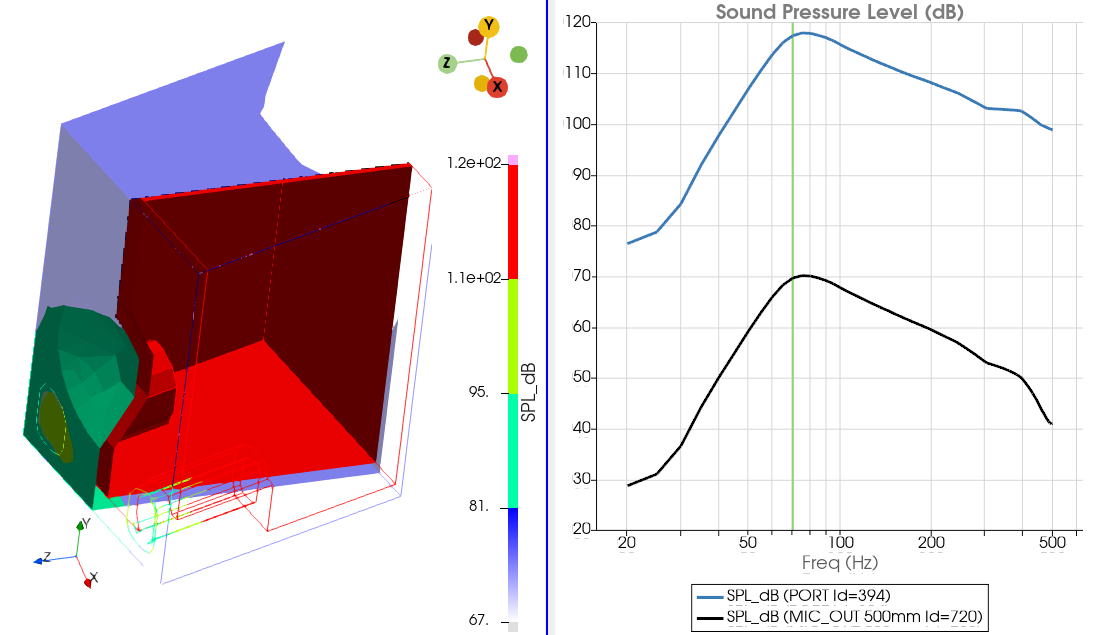 Y
Z
X
1.2e+02
1.1e+02
95.
81.
67.
SPL_dB
Y
Z
X
Sound Pressure Level (dB)
120
110
100
90
80
70
60
50
40
30
20
20 50 100 200 500
Freq (Hz)
SPL_dB (PORT Id=394)
SPL_dB (MIC_OUT 500mm Id=720)